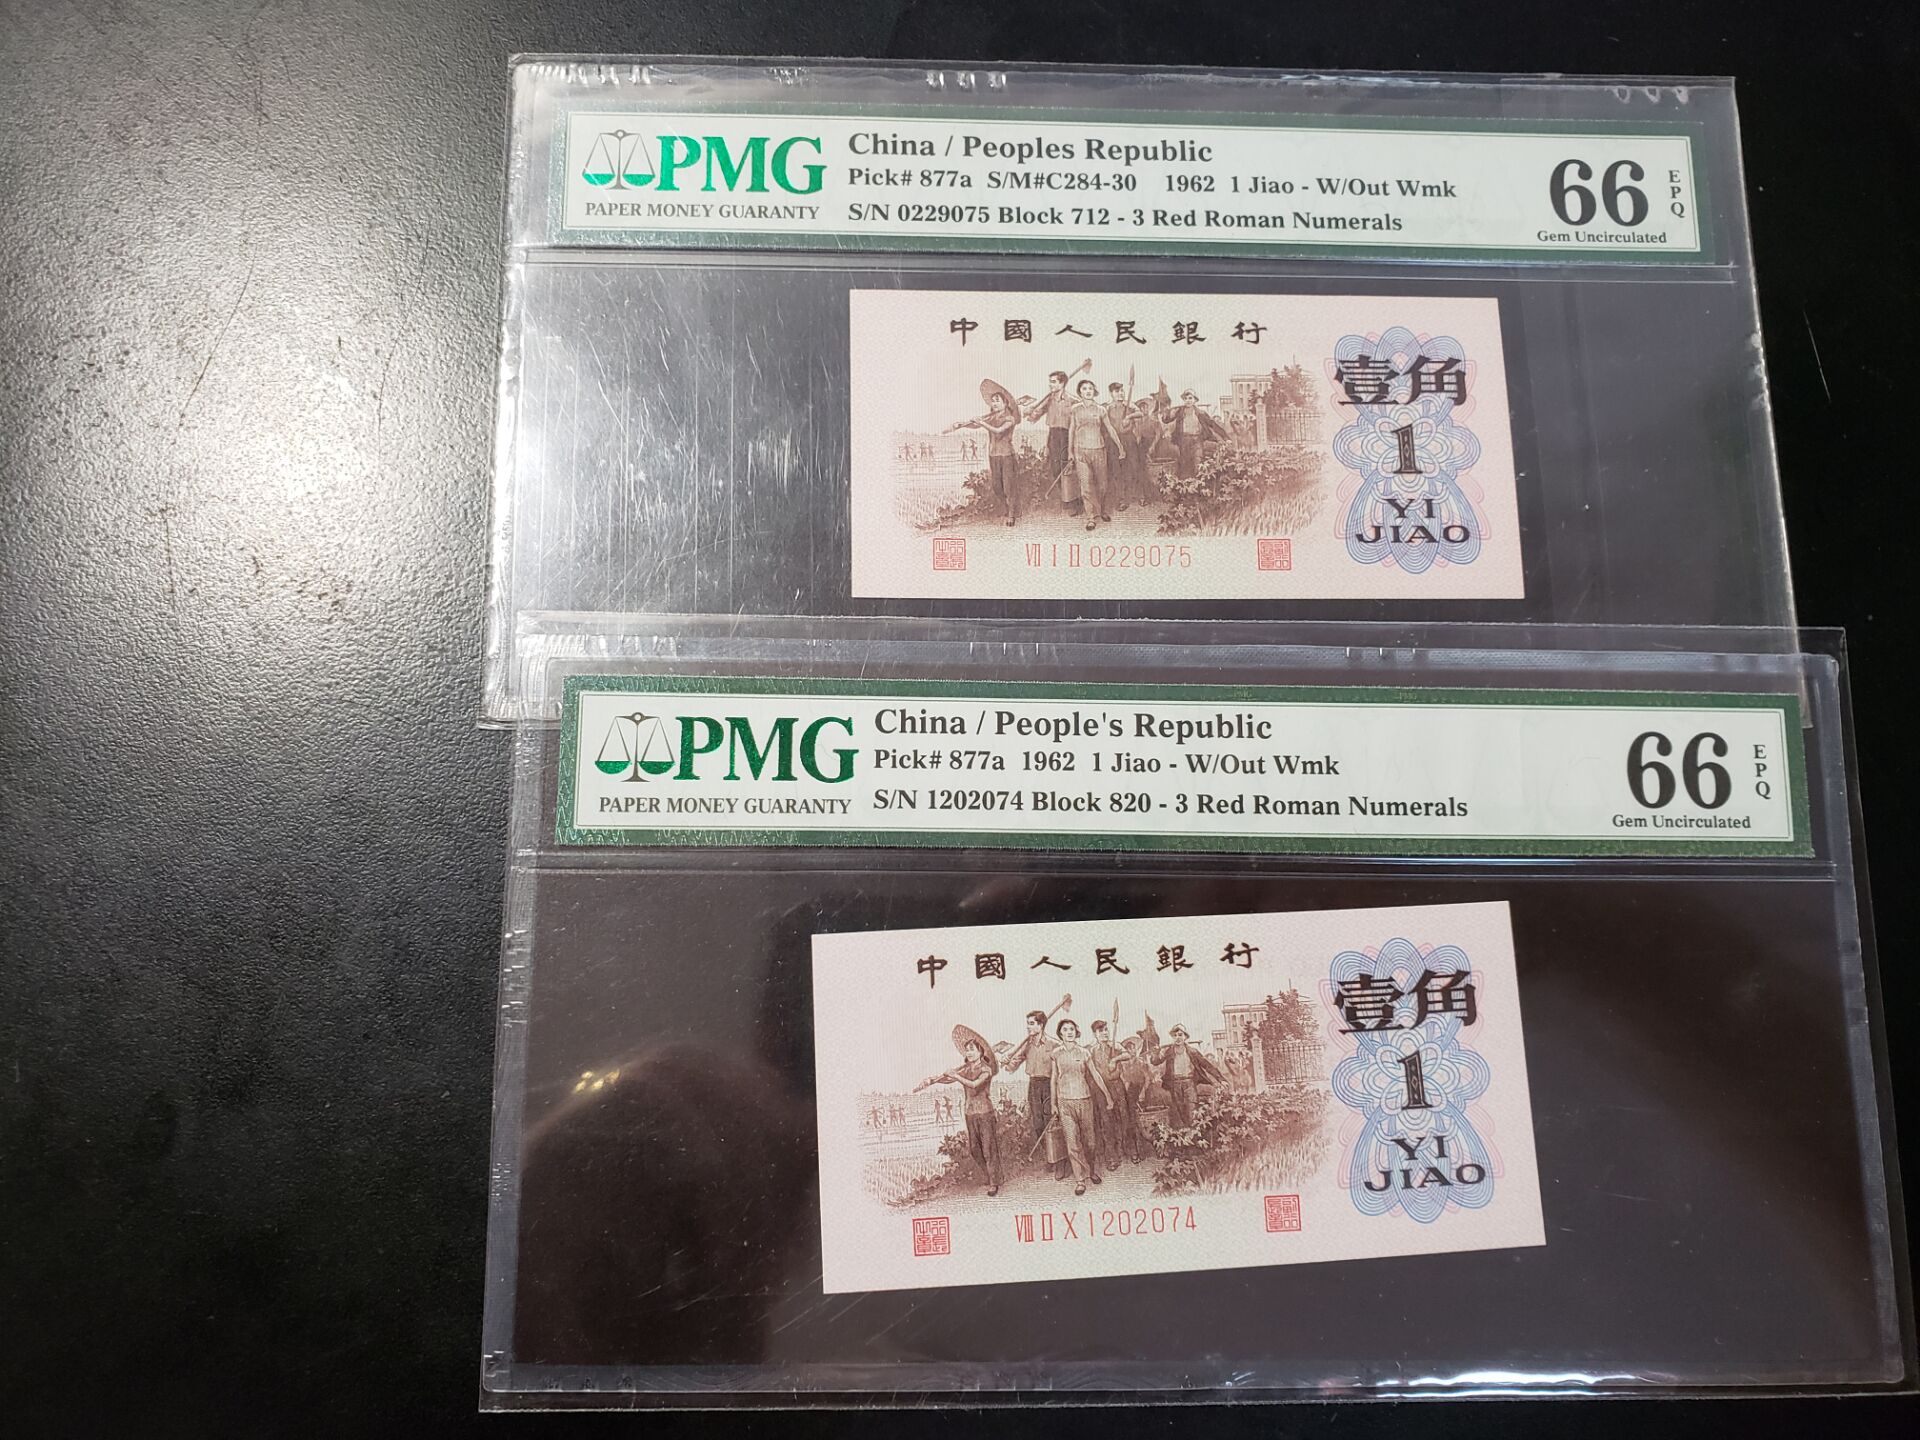 PMG
PAPER MONEY GUARANTY
China / Peoples Republic
Pick# 877a S/M#C284-30 1962 1 Jiao - W/Out Wmk
S/N 0229075 Block 712 - 3 Red Roman Numerals
66
EPQ
Gem Uncirculated
中國人民銀行
壹角
1
YI
JIAO
Ⅶ Ⅰ Ⅱ 0229075
PMG
PAPER MONEY GUARANTY
China / People's Republic
Pick# 877a 1962 1 Jiao - W/Out Wmk
S/N 1202074 Block 820 - 3 Red Roman Numerals
66
EPQ
Gem Uncirculated
中國人民銀行
壹角
1
YI
JIAO
Ⅷ Ⅱ Ⅹ 1202074